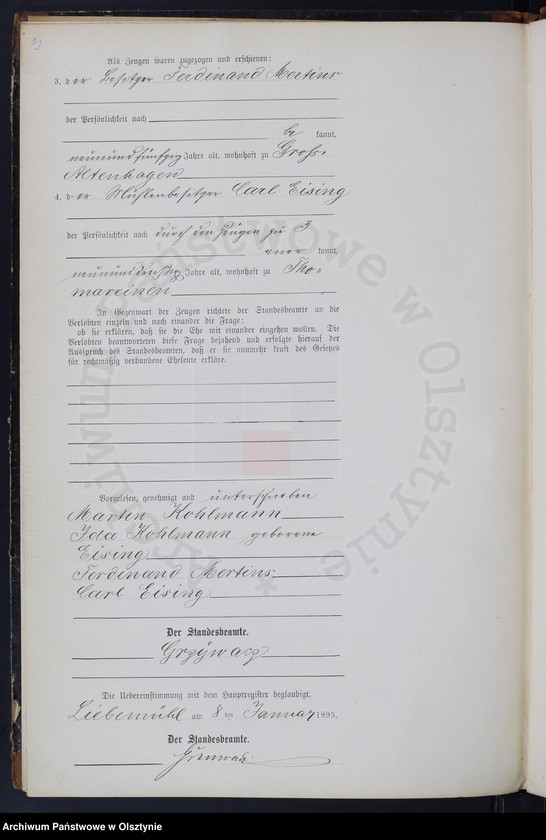 Als Zeugen waren zugezogen und erschienen:
3. der Besitzer Ferdinand Mertins
der Persönlichkeit nach
be kannt,
neunundfünfzig Jahre alt, wohnhaft zu Groß-
Altenhagen
4. der Mühlenbesitzer Carl Eising
der Persönlichkeit nach durch den Zeugen zu 3
aner kannt,
neununddreißig Jahre alt, wohnhaft zu Tho-
mareinen
In Gegenwart der Zeugen richtete der Standesbeamte an die
Verlobten einzeln und nach einander die Frage:
ob sie erklären, daß sie die Ehe mit einander eingehen wollen. Die
Verlobten beantworteten diese Frage bejahend und erfolgte hierauf der
Ausspruch des Standesbeamten, daß er sie nunmehr kraft des Gesetzes
für rechtmäßig verbundene Eheleute erkläre.
Vorgelesen, genehmigt und unterschrieben
Martin Kohlmann
Ida Kohlmann geborene
Eising
Ferdinand Mertins
Carl Eising
Der Standesbeamte.
Grzywacz
Die Uebereinstimmung mit dem Hauptregister beglaubigt.
Liebemühl am 8 ten Januar 1895.
Der Standesbeamte.
Archiwum Państwowe w Olsztynie
Archiwum Państwowe w Olsztynie